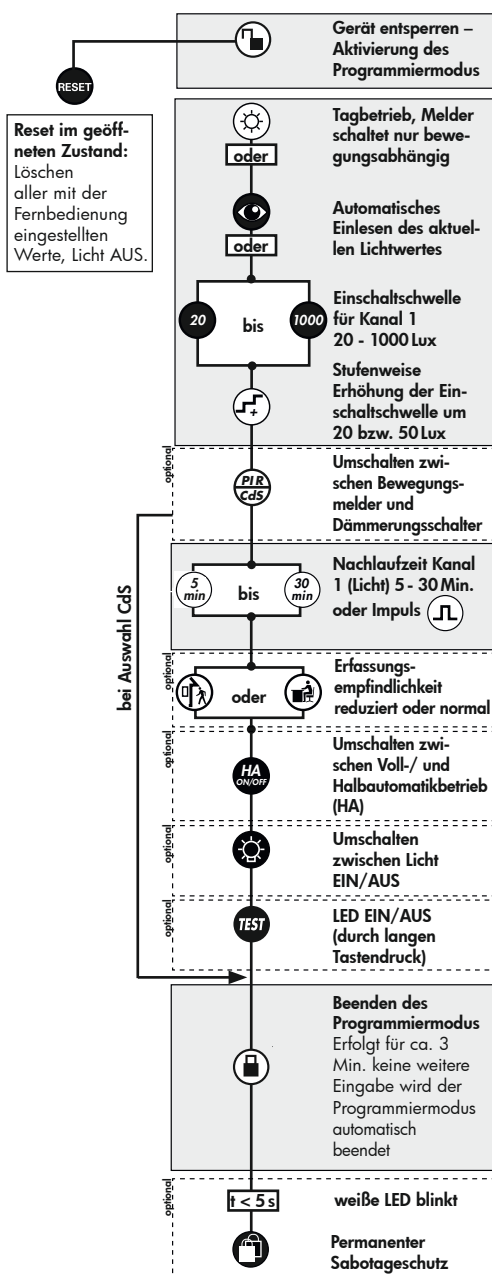 Gerät entsperren –
Aktivierung des
Programmiermodus
RESET
Reset im geöff-
neten Zustand:
Löschen
aller mit der
Fernbedienung
eingestellten
Werte, Licht AUS.
Tagbetrieb, Melder
schaltet nur bewe-
gungsabhängig
oder
Automatisches
Einlesen des aktuel-
len Lichtwertes
oder
20
bis
1000
Einschaltschwelle
für Kanal 1
20 - 1000 Lux
Stufenweise
Erhöhung der Ein-
schaltschwelle um
20 bzw. 50 Lux
+
optional
PIR
CdS
Umschalten zwi-
schen Bewegungs-
melder und
Dämmerungsschalter
bei Auswahl CdS
5
min
bis
30
min
Nachlaufzeit Kanal
1 (Licht) 5 - 30 Min.
oder Impuls
optional
oder
Erfassungs-
empfindlichkeit
reduziert oder normal
optional
HA
ON/OFF
Umschalten zwi-
schen Voll-/ und
Halbautomatikbetrieb
(HA)
optional
Umschalten
zwischen Licht
EIN/AUS
optional
TEST
LED EIN/AUS
(durch langen
Tastendruck)
Beenden des
Programmiermodus
Erfolgt für ca. 3
Min. keine weitere
Eingabe wird der
Programmiermodus
automatisch
beendet
optional
t < 5 s
weiße LED blinkt
Permanenter
Sabotageschutz